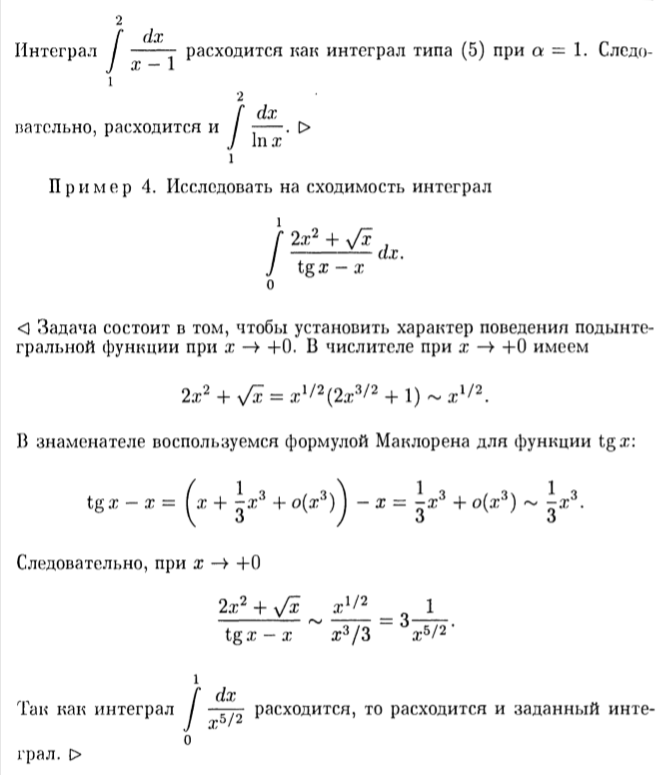 Интеграл ∫₁² dx/(x − 1) расходится как интеграл типа (5) при α = 1. Следо-
вательно, расходится и ∫₁² dx/ln x. ▷
Пример 4. Исследовать на сходимость интеграл
∫₀¹ (2x² + √x)/(tg x − x) dx.
◁ Задача состоит в том, чтобы установить характер поведения подынте-
гральной функции при x → +0. В числителе при x → +0 имеем
2x² + √x = x^{1/2}(2x^{3/2} + 1) ∼ x^{1/2}.
В знаменателе воспользуемся формулой Маклорена для функции tg x:
tg x − x = (x + 1/3 x³ + o(x³)) − x = 1/3 x³ + o(x³) ∼ 1/3 x³.
Следовательно, при x → +0
(2x² + √x)/(tg x − x) ∼ x^{1/2}/(x³/3) = 3 1/x^{5/2}.
Так как интеграл ∫₀¹ dx/x^{5/2} расходится, то расходится и заданный инте-
грал. ▷